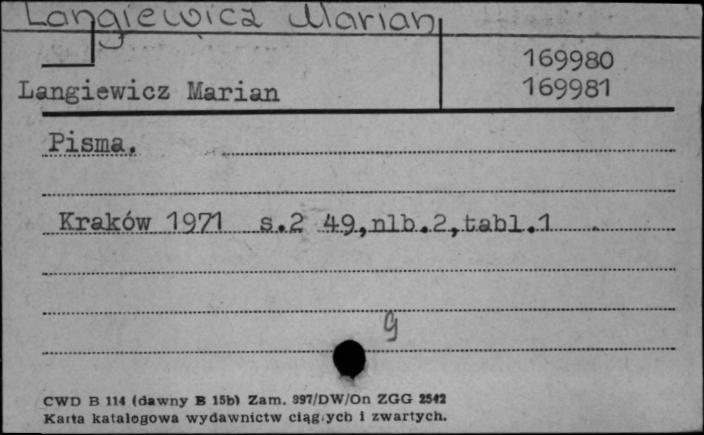 Langiewicz Marian
169980
Langiewicz Marian 169981
Pisma.
Kraków 1971 s.2 49,nlb.2,tabl.1
g
CWD B 114 (dawny B 15b) Zam. 997/DW/On ZGG 2542
Karta katalogowa wydawnictw ciągłych i zwartych.